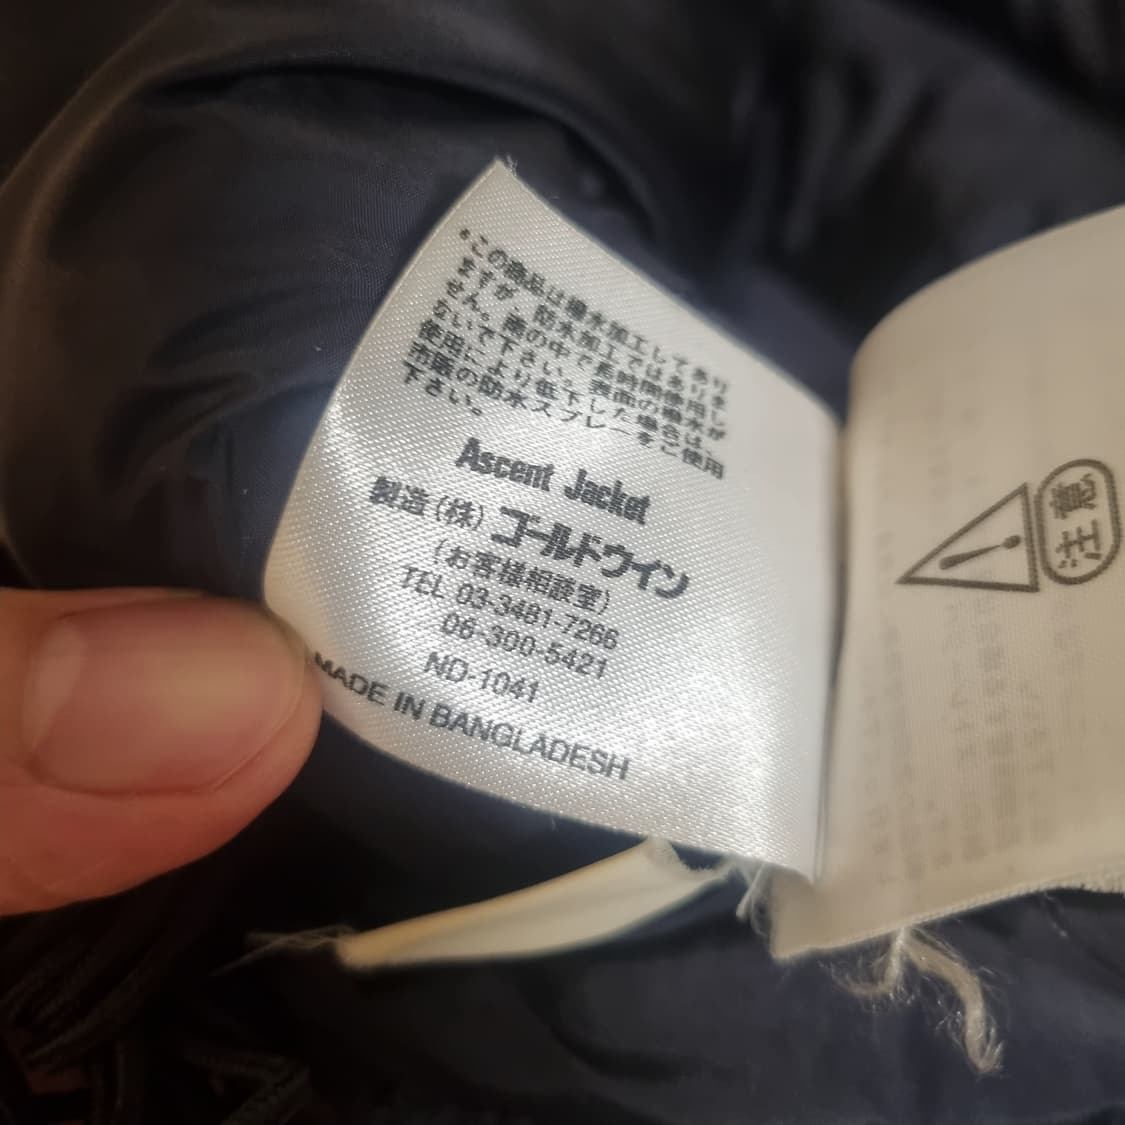 ・この商品は撥水加工してあり
ますが、防水加工ではありま
せん。雨の中で長時間使用し
ないで下さい。表面の撥水が
使用により低下した場合は、
市販の防水スプレーをご使用
下さい。
Ascent Jacket
製造(株)ゴールドウイン
(お客様相談室)
TEL 03-3481-7266
06-300-5421
ND-1041
MADE IN BANGLADESH
注意